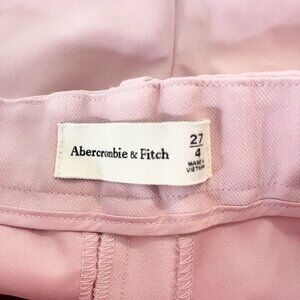 Abercrombie & Fitch
27
4
MADE IN
VIETNAM